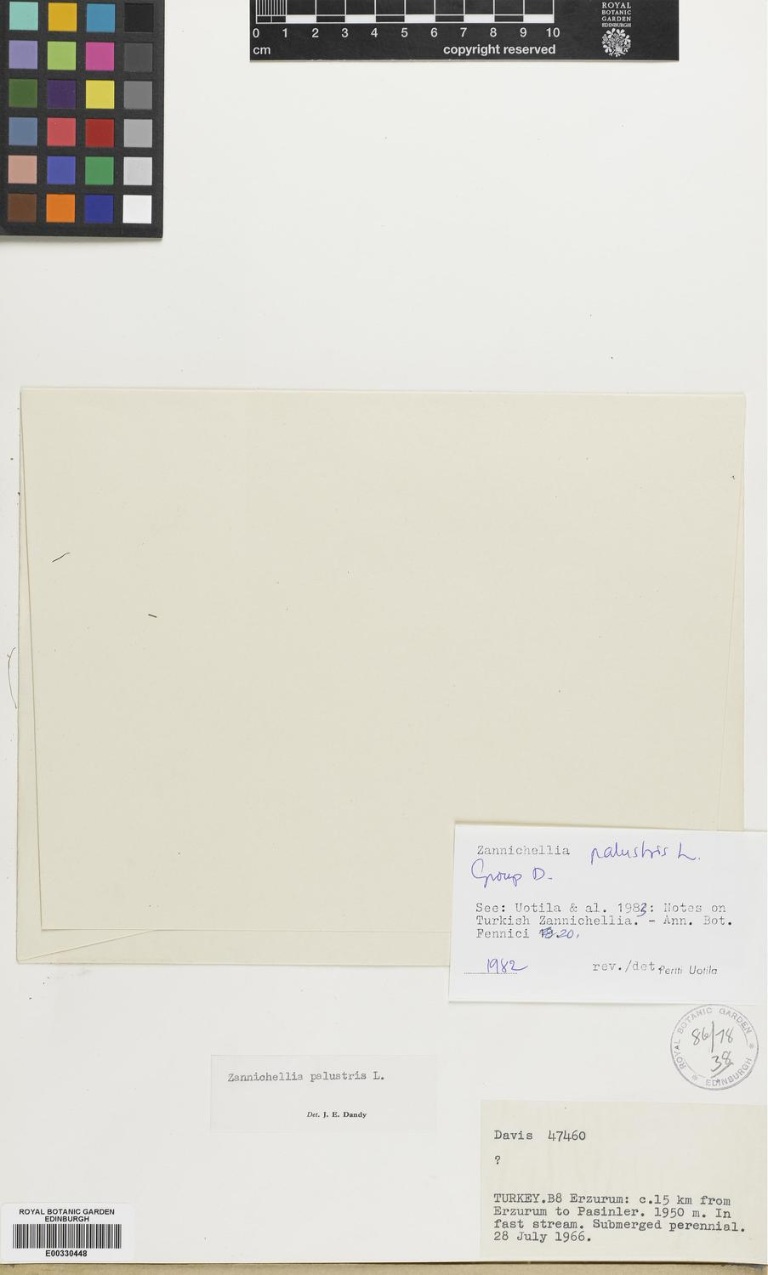 ROYAL
BOTANIC
GARDEN
EDINBURGH
0 1 2 3 4 5 6 7 8 9 10
cm
copyright reserved
Zannichellia palustris L.
Group D.
See: Uotila & al. 1983: Notes on
Turkish Zannichellia. - Ann. Bot.
Fennici 20.
1982 rev./det. Pertti Uotila
ROYAL BOTANIC GARDEN
86/78
38
EDINBURGH
Zannichellia palustris L.
Det. J. E. Dandy
Davis 47460
?
TURKEY.B8 Erzurum: c.15 km from
Erzurum to Pasinler. 1950 m. In
fast stream. Submerged perennial.
28 July 1966.
ROYAL BOTANIC GARDEN
EDINBURGH
E00330448